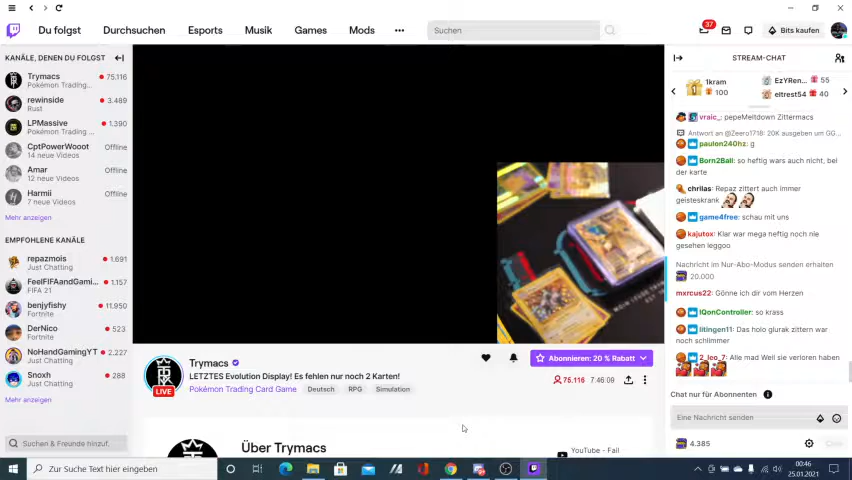 Du folgst
Durchsuchen
Esports
Musik
Games
Mods
Suchen
37
Bits kaufen
KANÄLE, DENEN DU FOLGST
Trymacs
75.116
Pokémon Trading...
rewinside
3.489
Rust
LPMassive
1.390
Pokémon Trading ...
CptPowerWooot
Offline
14 neue Videos
Amar
Offline
12 neue Videos
Harmii
Offline
7 neue Videos
Mehr anzeigen
EMPFOHLENE KANÄLE
repazmois
1.691
Just Chatting
FeelFIFAandGami...
1.157
FIFA 21
benjyfishy
11.950
Fortnite
DerNico
523
Fortnite
NoHandGamingYT
2.227
Just Chatting
Snoxh
288
Just Chatting
Mehr anzeigen
Suchen & Freunde hinzuf.
LIVE
Trymacs
Abonnieren: 20 % Rabatt
LETZTES Evolution Display! Es fehlen nur noch 2 Karten!
75.116
7:46:09
Pokémon Trading Card Game
Deutsch
RPG
Simulation
Über Trymacs
YouTube - Fail
STREAM-CHAT
1kram
100
EzYRen...
55
eltrest54
40
vraic_: pepeMeltdown Zittermacs
Antwort an @Zeero1718: 20K ausgeben um GG...
paulon240hz: g
Born2Ball: so heftig wars auch nicht, bei
der karte
chrilas: Repaz zittert auch immer
geisteskrank
game4free: schau mit uns
kajutox: Klar war mega heftig noch nie
gesehen leggoo
Nachricht im Nur-Abo-Modus senden erhalten
20.000
mxrcus22: Gönne ich dir vom Herzen
IQonController: so krass
litingen11: Das holo glurak zittern war
noch schlimmer
2_leo_7: Alle mad Weil sie verloren haben
Chat nur für Abonnenten
Eine Nachricht senden
4.385
Chat
Zur Suche Text hier eingeben
00:46
25.01.2021